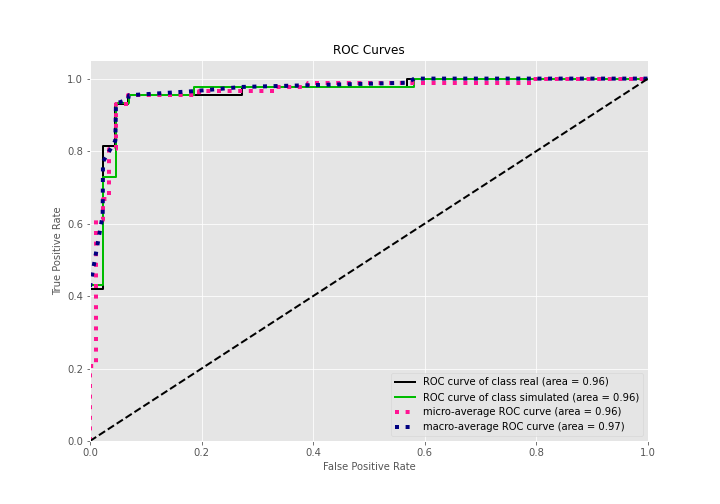 ROC Curves
True Positive Rate
1.0
0.8
0.6
0.4
0.2
0.0
0.0 0.2 0.4 0.6 0.8 1.0
False Positive Rate
ROC curve of class real (area = 0.96)
ROC curve of class simulated (area = 0.96)
micro-average ROC curve (area = 0.96)
macro-average ROC curve (area = 0.97)